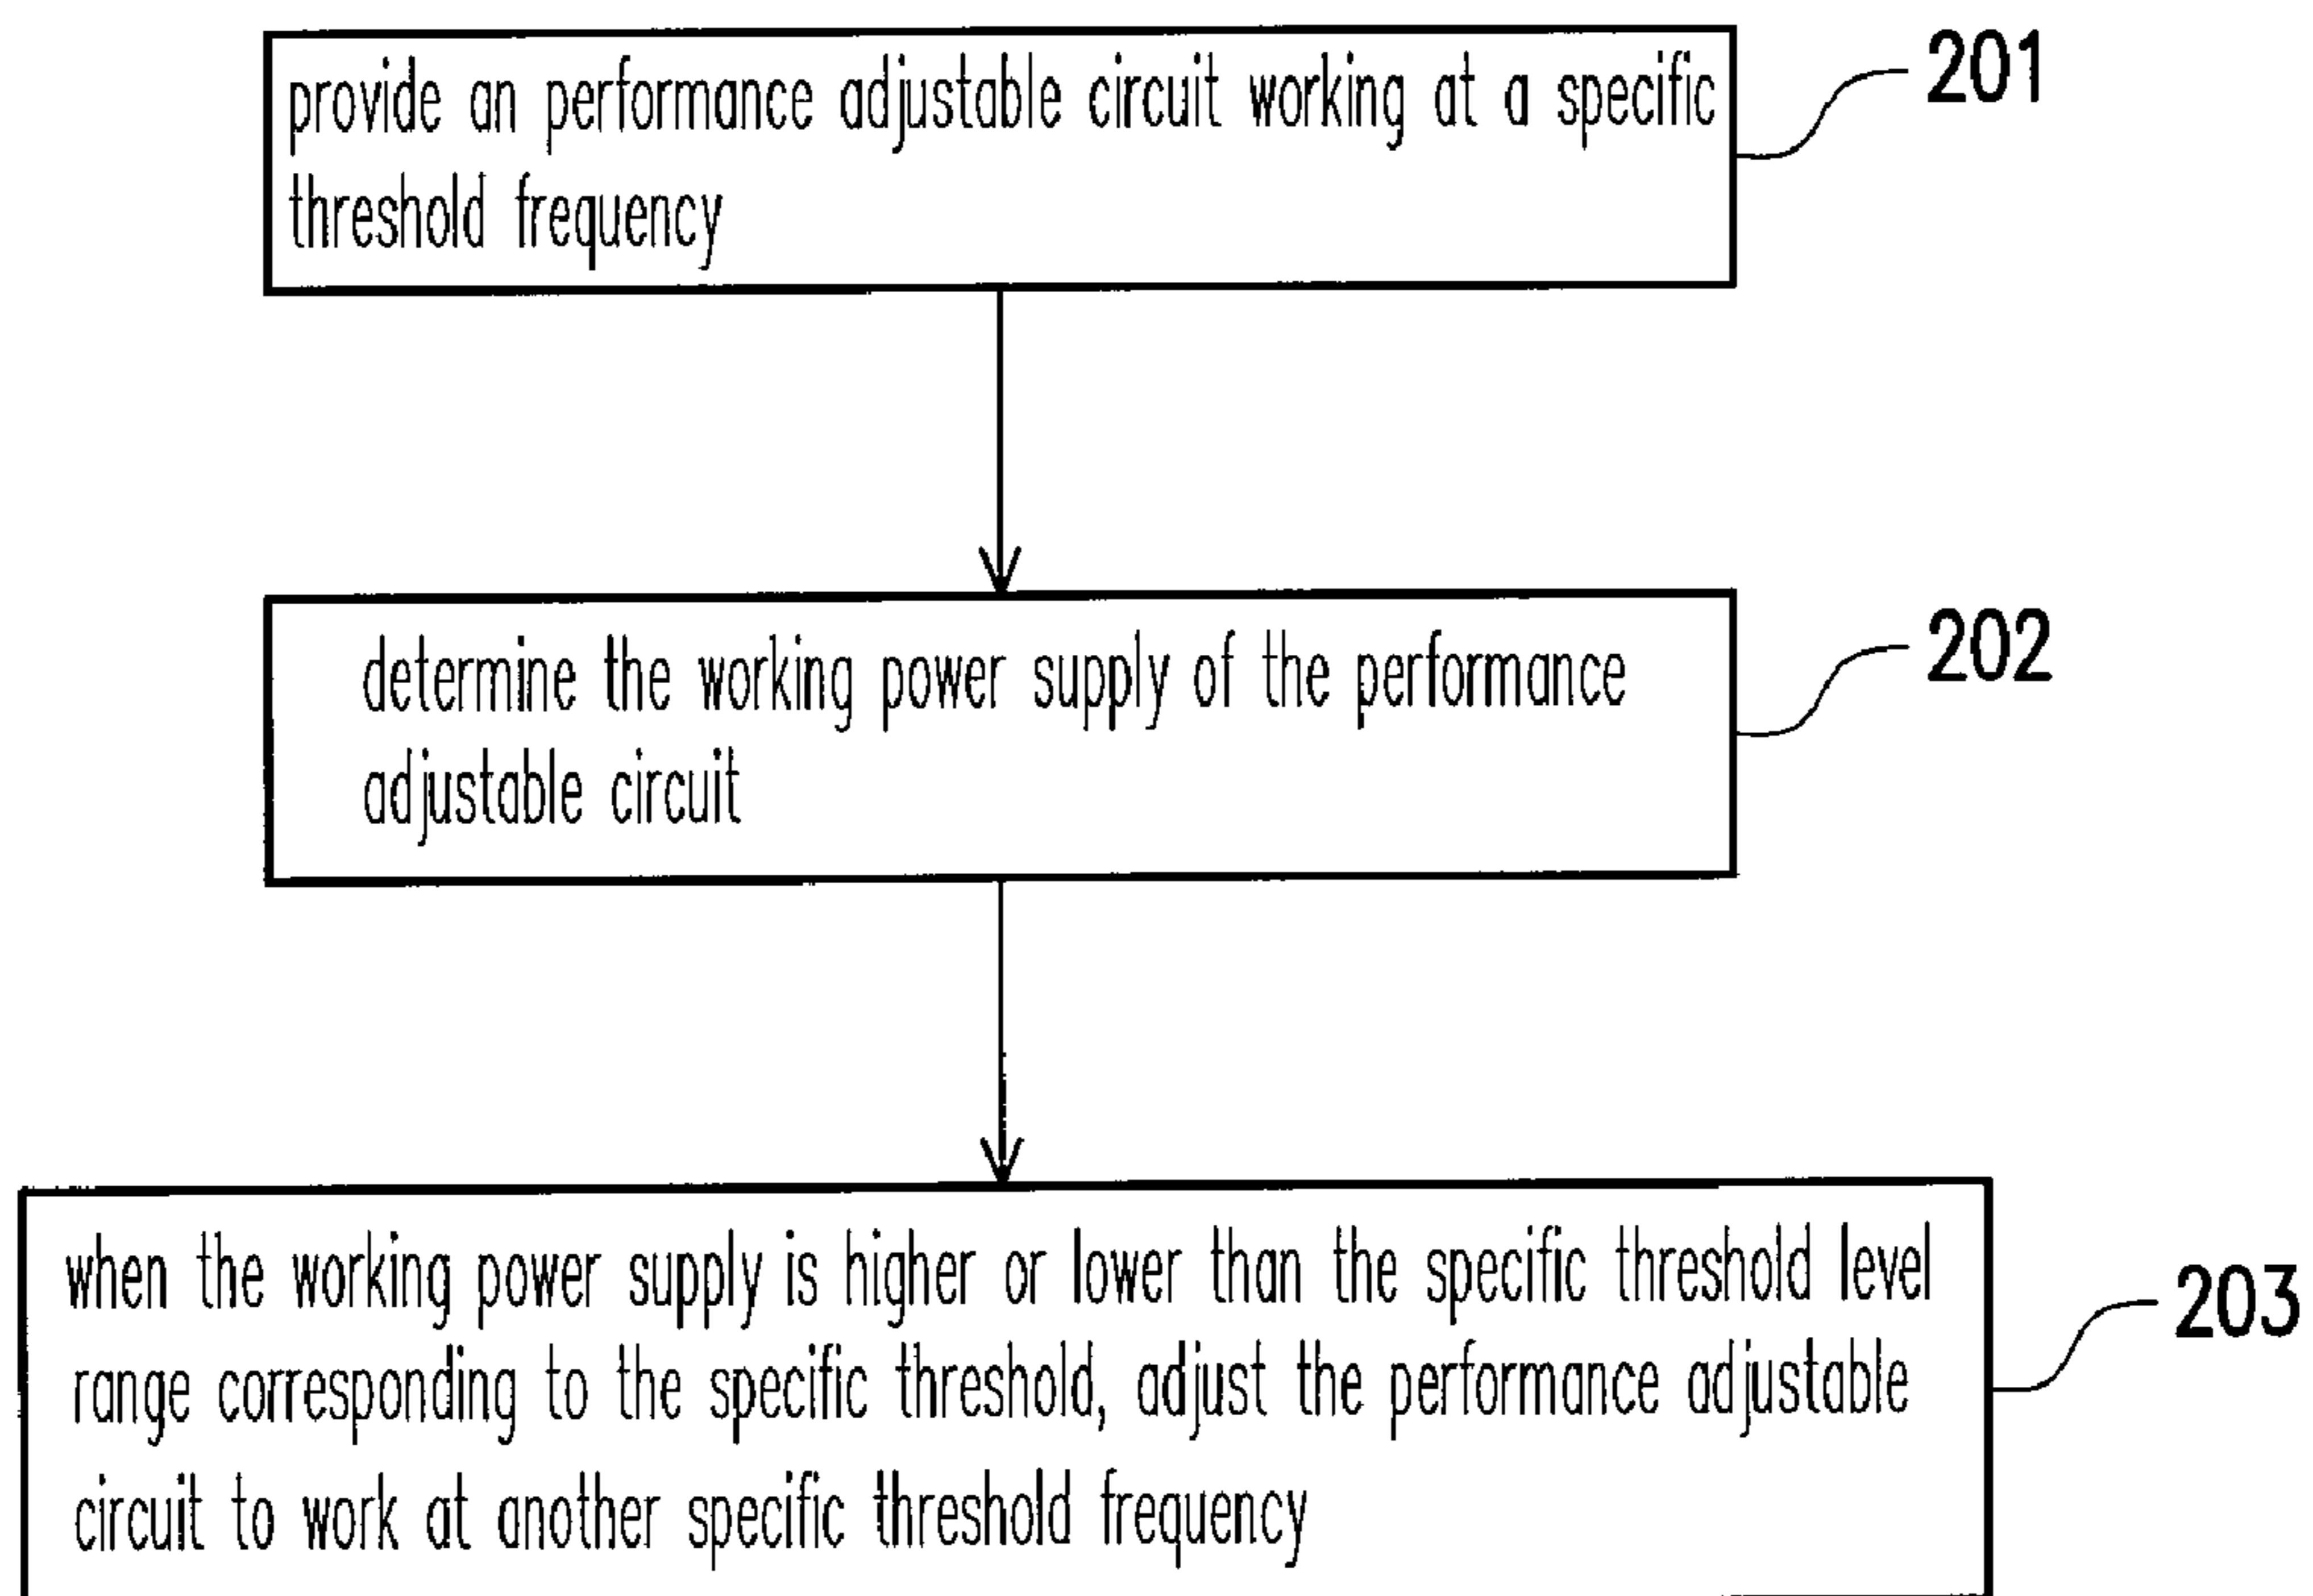 provide an performance adjustable circuit working at a specific
threshold frequency
201
determine the working power supply of the performance
adjustable circuit
202
when the working power supply is higher or lower than the specific threshold level
range corresponding to the specific threshold, adjust the performance adjustable
circuit to work at another specific threshold frequency
203